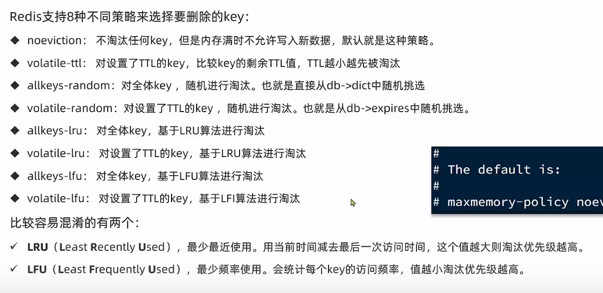 Redis支持8种不同策略来选择要删除的key：
◆ noeviction： 不淘汰任何key，但是内存满时不允许写入新数据，默认就是这种策略。
◆ volatile-ttl： 对设置了TTL的key，比较key的剩余TTL值，TTL越小越先被淘汰
◆ allkeys-random：对全体key ，随机进行淘汰。也就是直接从db->dict中随机挑选
◆ volatile-random：对设置了TTL的key ，随机进行淘汰。也就是从db->expires中随机挑选。
◆ allkeys-lru： 对全体key，基于LRU算法进行淘汰
◆ volatile-lru： 对设置了TTL的key，基于LRU算法进行淘汰
◆ allkeys-lfu： 对全体key，基于LFU算法进行淘汰
◆ volatile-lfu： 对设置了TTL的key，基于LFI算法进行淘汰
#
# The default is:
#
# maxmemory-policy noev
比较容易混淆的有两个：
✓ LRU（Least Recently Used），最少最近使用。用当前时间减去最后一次访问时间，这个值越大则淘汰优先级越高。
✓ LFU（Least Frequently Used），最少频率使用。会统计每个key的访问频率，值越小淘汰优先级越高。